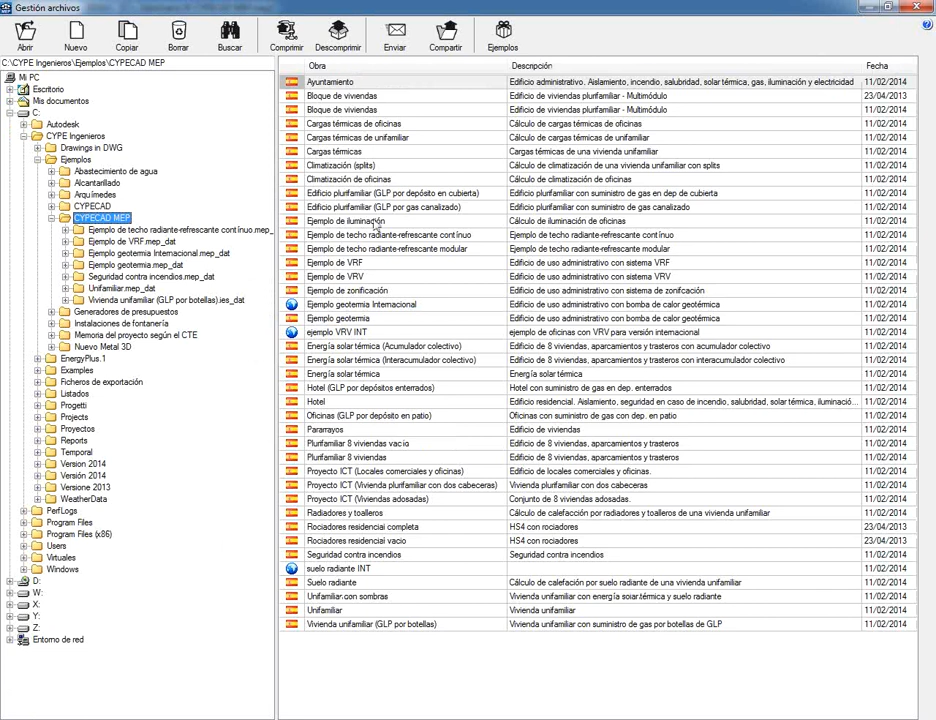 Gestión archivos
Abrir Nuevo Copiar Borrar Buscar Comprimir Descomprimir Enviar Compartir Ejemplos
C:\CYPE Ingenieros\Ejemplos\CYPECAD MEP
Mi PC
Escritorio
Mis documentos
C:
Autodesk
CYPE Ingenieros
Drawings in DWG
Ejemplos
Abastecimiento de agua
Alcantarillado
Arquímedes
CYPECAD
CYPECAD MEP
Ejemplo de techo radiante-refrescante contínuo.mep_
Ejemplo de VRF.mep_dat
Ejemplo geotermia Internacional.mep_dat
Ejemplo geotermia.mep_dat
Seguridad contra incendios.mep_dat
Unifamiliar.mep_dat
Vivienda unifamiliar (GLP por botellas).ies_dat
Generadores de presupuestos
Instalaciones de fontanería
Memoria del proyecto según el CTE
Nuevo Metal 3D
EnergyPlus.1
Examples
Ficheros de exportación
Listados
Progetti
Projects
Proyectos
Reports
Temporal
Version 2014
Versión 2014
Versione 2013
WeatherData
PerfLogs
Program Files
Program Files (x86)
Users
Virtuales
Windows
D:
W:
X:
Y:
Z:
Entorno de red
Obra Descripción Fecha
Ayuntamiento Edificio administrativo. Aislamiento, incendio, salubridad, solar térmica, gas, iluminación y electricidad 11/02/2014
Bloque de viviendas Edificio de viviendas plurifamiliar - Multimódulo 23/04/2013
Bloque de viviendas Edificio de viviendas plurifamiliar - Multimódulo 11/02/2014
Cargas térmicas de oficinas Cálculo de cargas térmicas de oficinas 11/02/2014
Cargas térmicas de unifamiliar Cálculo de cargas térmicas de unifamiliar 11/02/2014
Cargas térmicas Cargas térmicas de una vivienda unifamiliar 11/02/2014
Climatización (splits) Cálculo de climatización de una vivienda unifamiliar con splits 11/02/2014
Climatización de oficinas Cálculo de climatización de oficinas 11/02/2014
Edificio plurifamiliar (GLP por depósito en cubierta) Edificio plurifamiliar con suministro de gas en dep de cubierta 11/02/2014
Edificio plurifamiliar (GLP por gas canalizado) Edificio plurifamiliar con suministro de gas canalizado 11/02/2014
Ejemplo de iluminación Cálculo de iluminación de oficinas 11/02/2014
Ejemplo de techo radiante-refrescante contínuo Ejemplo de techo radiante-refrescante contínuo 11/02/2014
Ejemplo de techo radiante-refrescante modular Ejemplo de techo radiante-refrescante modular 11/02/2014
Ejemplo de VRF Edificio de uso administrativo con sistema VRF 11/02/2014
Ejemplo de VRV Edificio de uso administrativo con sistema VRV 11/02/2014
Ejemplo de zonificación Edificio de uso administrativo con sistema de zonifcación 11/02/2014
Ejemplo geotermia Internacional Edificio de uso administrativo con bomba de calor geotérmica 11/02/2014
Ejemplo geotermia Edificio de uso administrativo con bomba de calor geotérmica 11/02/2014
ejemplo VRV INT ejemplo de oficinas con VRV para versión internacional 11/02/2014
Energía solar térmica (Acumulador colectivo) Edificio de 8 viviendas, aparcamientos y trasteros con acumulador colectivo 11/02/2014
Energía solar térmica (Interacumulador colectivo) Edificio de 8 viviendas, aparcamientos y trasteros con interacumulador colectivo 11/02/2014
Energía solar térmica Energía solar térmica 11/02/2014
Hotel (GLP por depósitos enterrados) Hotel con suministro de gas en dep. enterrados 11/02/2014
Hotel Edificio residencial. Aislamiento, seguridad en caso de incendio, salubridad, solar térmica, iluminació... 11/02/2014
Oficinas (GLP por depósito en patio) Oficinas con suministro de gas con dep. en patio 11/02/2014
Pararrayos Edificio de viviendas 11/02/2014
Plurifamiliar 8 viviendas vacio Edificio de 8 viviendas, aparcamientos y trasteros 11/02/2014
Plurifamiliar 8 viviendas Edificio de 8 viviendas, aparcamientos y trasteros 11/02/2014
Proyecto ICT (Locales comerciales y oficinas) Edificio de locales comerciales y oficinas. 11/02/2014
Proyecto ICT (Vivienda plurifamiliar con dos cabeceras) Vivienda plurifamiliar con dos cabeceras 11/02/2014
Proyecto ICT (Viviendas adosadas) Conjunto de 8 viviendas adosadas. 11/02/2014
Radiadores y toalleros Cálculo de calefacción por radiadores y toalleros de una vivienda unifamiliar 11/02/2014
Rociadores residencial completa HS4 con rociadores 23/04/2013
Rociadores residencial vacio HS4 con rociadores 23/04/2013
Seguridad contra incendios Seguridad contra incendios 11/02/2014
suelo radiante INT 11/02/2014
Suelo radiante Cálculo de calefación por suelo radiante de una vivienda unifamiliar 11/02/2014
Unifamiliar.con sombras Vivienda unifamiliar con energía solar.térmica y suelo radiante 11/02/2014
Unifamiliar Vivienda unifamiliar 11/02/2014
Vivienda unifamiliar (GLP por botellas) Vivienda unifamiliar con suministro de gas por botellas de GLP 11/02/2014